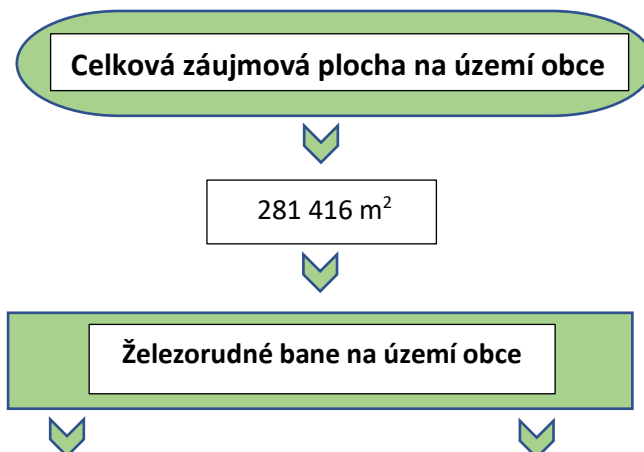 Celková záujmová plocha na území obce
281 416 m²
Železorudné bane na území obce